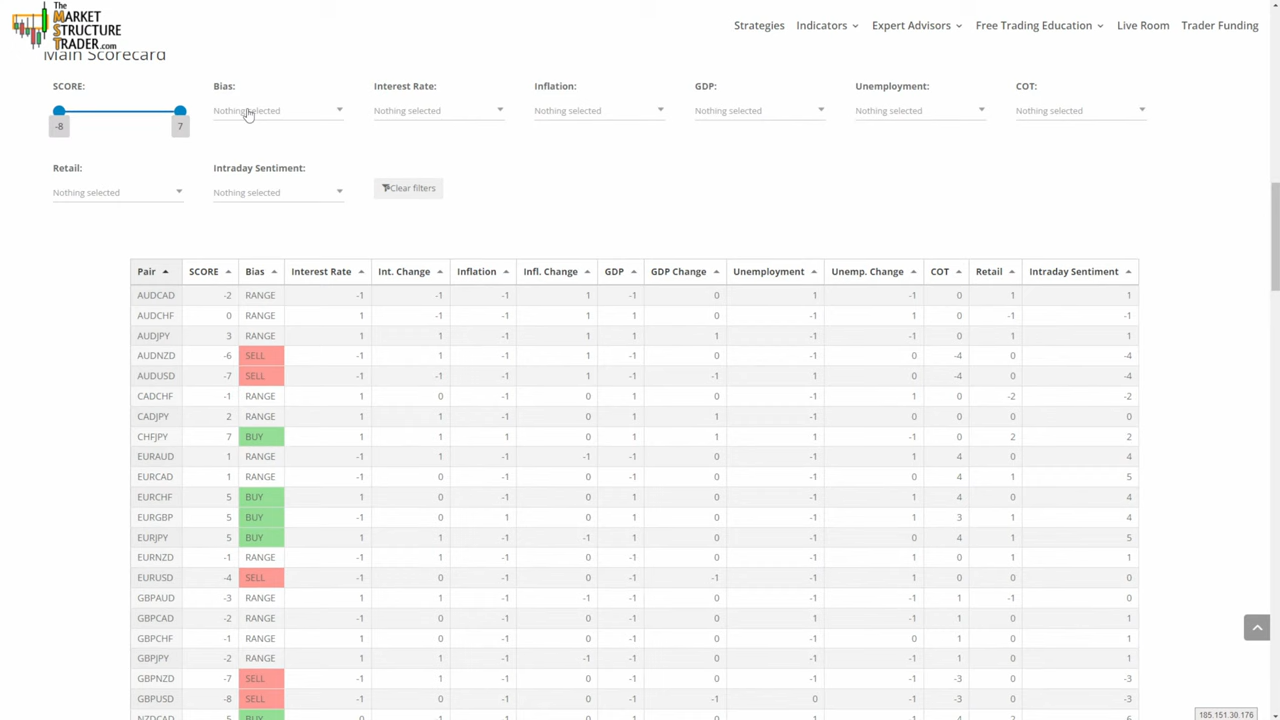 The
MARKET
STRUCTURE
TRADER.com
Strategies Indicators Expert Advisors Free Trading Education Live Room Trader Funding
Main Scorecard
SCORE: Bias: Interest Rate: Inflation: GDP: Unemployment: COT:
Nothing selected Nothing selected Nothing selected Nothing selected Nothing selected Nothing selected
-8 7
Retail: Intraday Sentiment:
Nothing selected Nothing selected Clear filters
Pair SCORE Bias Interest Rate Int. Change Inflation Infl. Change GDP GDP Change Unemployment Unemp. Change COT Retail Intraday Sentiment
AUDCAD -2 RANGE -1 -1 -1 1 -1 0 1 -1 0 1 1
AUDCHF 0 RANGE 1 -1 -1 1 1 0 -1 1 0 -1 -1
AUDJPY 3 RANGE 1 1 -1 1 1 1 -1 -1 0 1 1
AUDNZD -6 SELL -1 1 -1 1 -1 0 -1 0 -4 0 -4
AUDUSD -7 SELL -1 -1 -1 1 -1 -1 1 0 -4 0 -4
CADCHF -1 RANGE 1 0 -1 0 1 0 -1 1 0 -2 -2
CADJPY 2 RANGE 1 1 -1 0 1 1 -1 0 0 0 0
CHFJPY 7 BUY 1 1 1 0 1 1 1 -1 0 2 2
EURAUD 1 RANGE -1 1 -1 -1 -1 0 -1 1 4 0 4
EURCAD 1 RANGE -1 0 -1 0 -1 0 -1 0 4 1 5
EURCHF 5 BUY 1 0 -1 0 1 0 -1 1 4 0 4
EURGBP 5 BUY -1 0 1 0 1 0 -1 1 3 1 4
EURJPY 5 BUY 1 1 -1 -1 1 0 -1 0 4 1 5
EURNZD -1 RANGE -1 1 -1 0 -1 0 -1 1 0 1 1
EURUSD -4 SELL -1 0 -1 0 -1 -1 -1 1 0 0 0
GBPAUD -3 RANGE 1 1 -1 -1 -1 0 -1 0 1 -1 0
GBPCAD -2 RANGE -1 0 -1 0 -1 0 1 -1 1 0 1
GBPCHF -1 RANGE 1 0 -1 0 -1 0 -1 0 1 0 1
GBPJPY -2 RANGE 1 1 -1 -1 -1 0 -1 -1 1 0 1
GBPNZD -7 SELL -1 1 -1 0 -1 0 -1 -1 -3 0 -3
GBPUSD -8 SELL -1 0 -1 0 -1 -1 0 -1 -3 0 -3
NZDCAD 5 BUY 0 -1 1 0 1 0 -1 -1 4 2
185.151.30.176